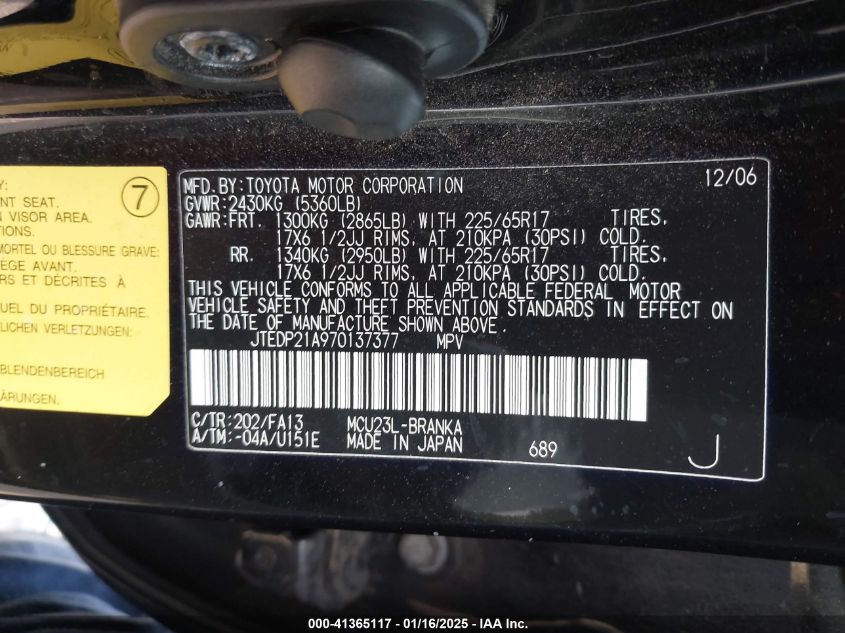 Y:
NT SEAT.
N VISOR AREA.
TIONS.
MORTEL OU BLESSURE GRAVE:
ÈGE AVANT.
RS ET DÉCRITES À
U DU PROPRIÉTAIRE.
LICHEN VERLETZUNGEN:
BLENDENBEREICH
ÄRUNGEN.
7
MFD.BY:TOYOTA MOTOR CORPORATION 12/06
GVWR:2430KG (5360LB)
GAWR:FRT. 1300KG (2865LB) WITH 225/65R17 TIRES,
17X6 1/2JJ RIMS, AT 210KPA (30PSI) COLD.
RR. 1340KG (2950LB) WITH 225/65R17 TIRES,
17X6 1/2JJ RIMS, AT 210KPA (30PSI) COLD.
THIS VEHICLE CONFORMS TO ALL APPLICABLE FEDERAL MOTOR
VEHICLE SAFETY AND THEFT PREVENTION STANDARDS IN EFFECT ON
THE DATE OF MANUFACTURE SHOWN ABOVE.
JTEDP21A970137377 MPV
C/TR:202/FA13 MCU23L-BRANKA
A/TM:-04A/U151E MADE IN JAPAN 689 J
000-41365117 - 01/16/2025 - IAA Inc.